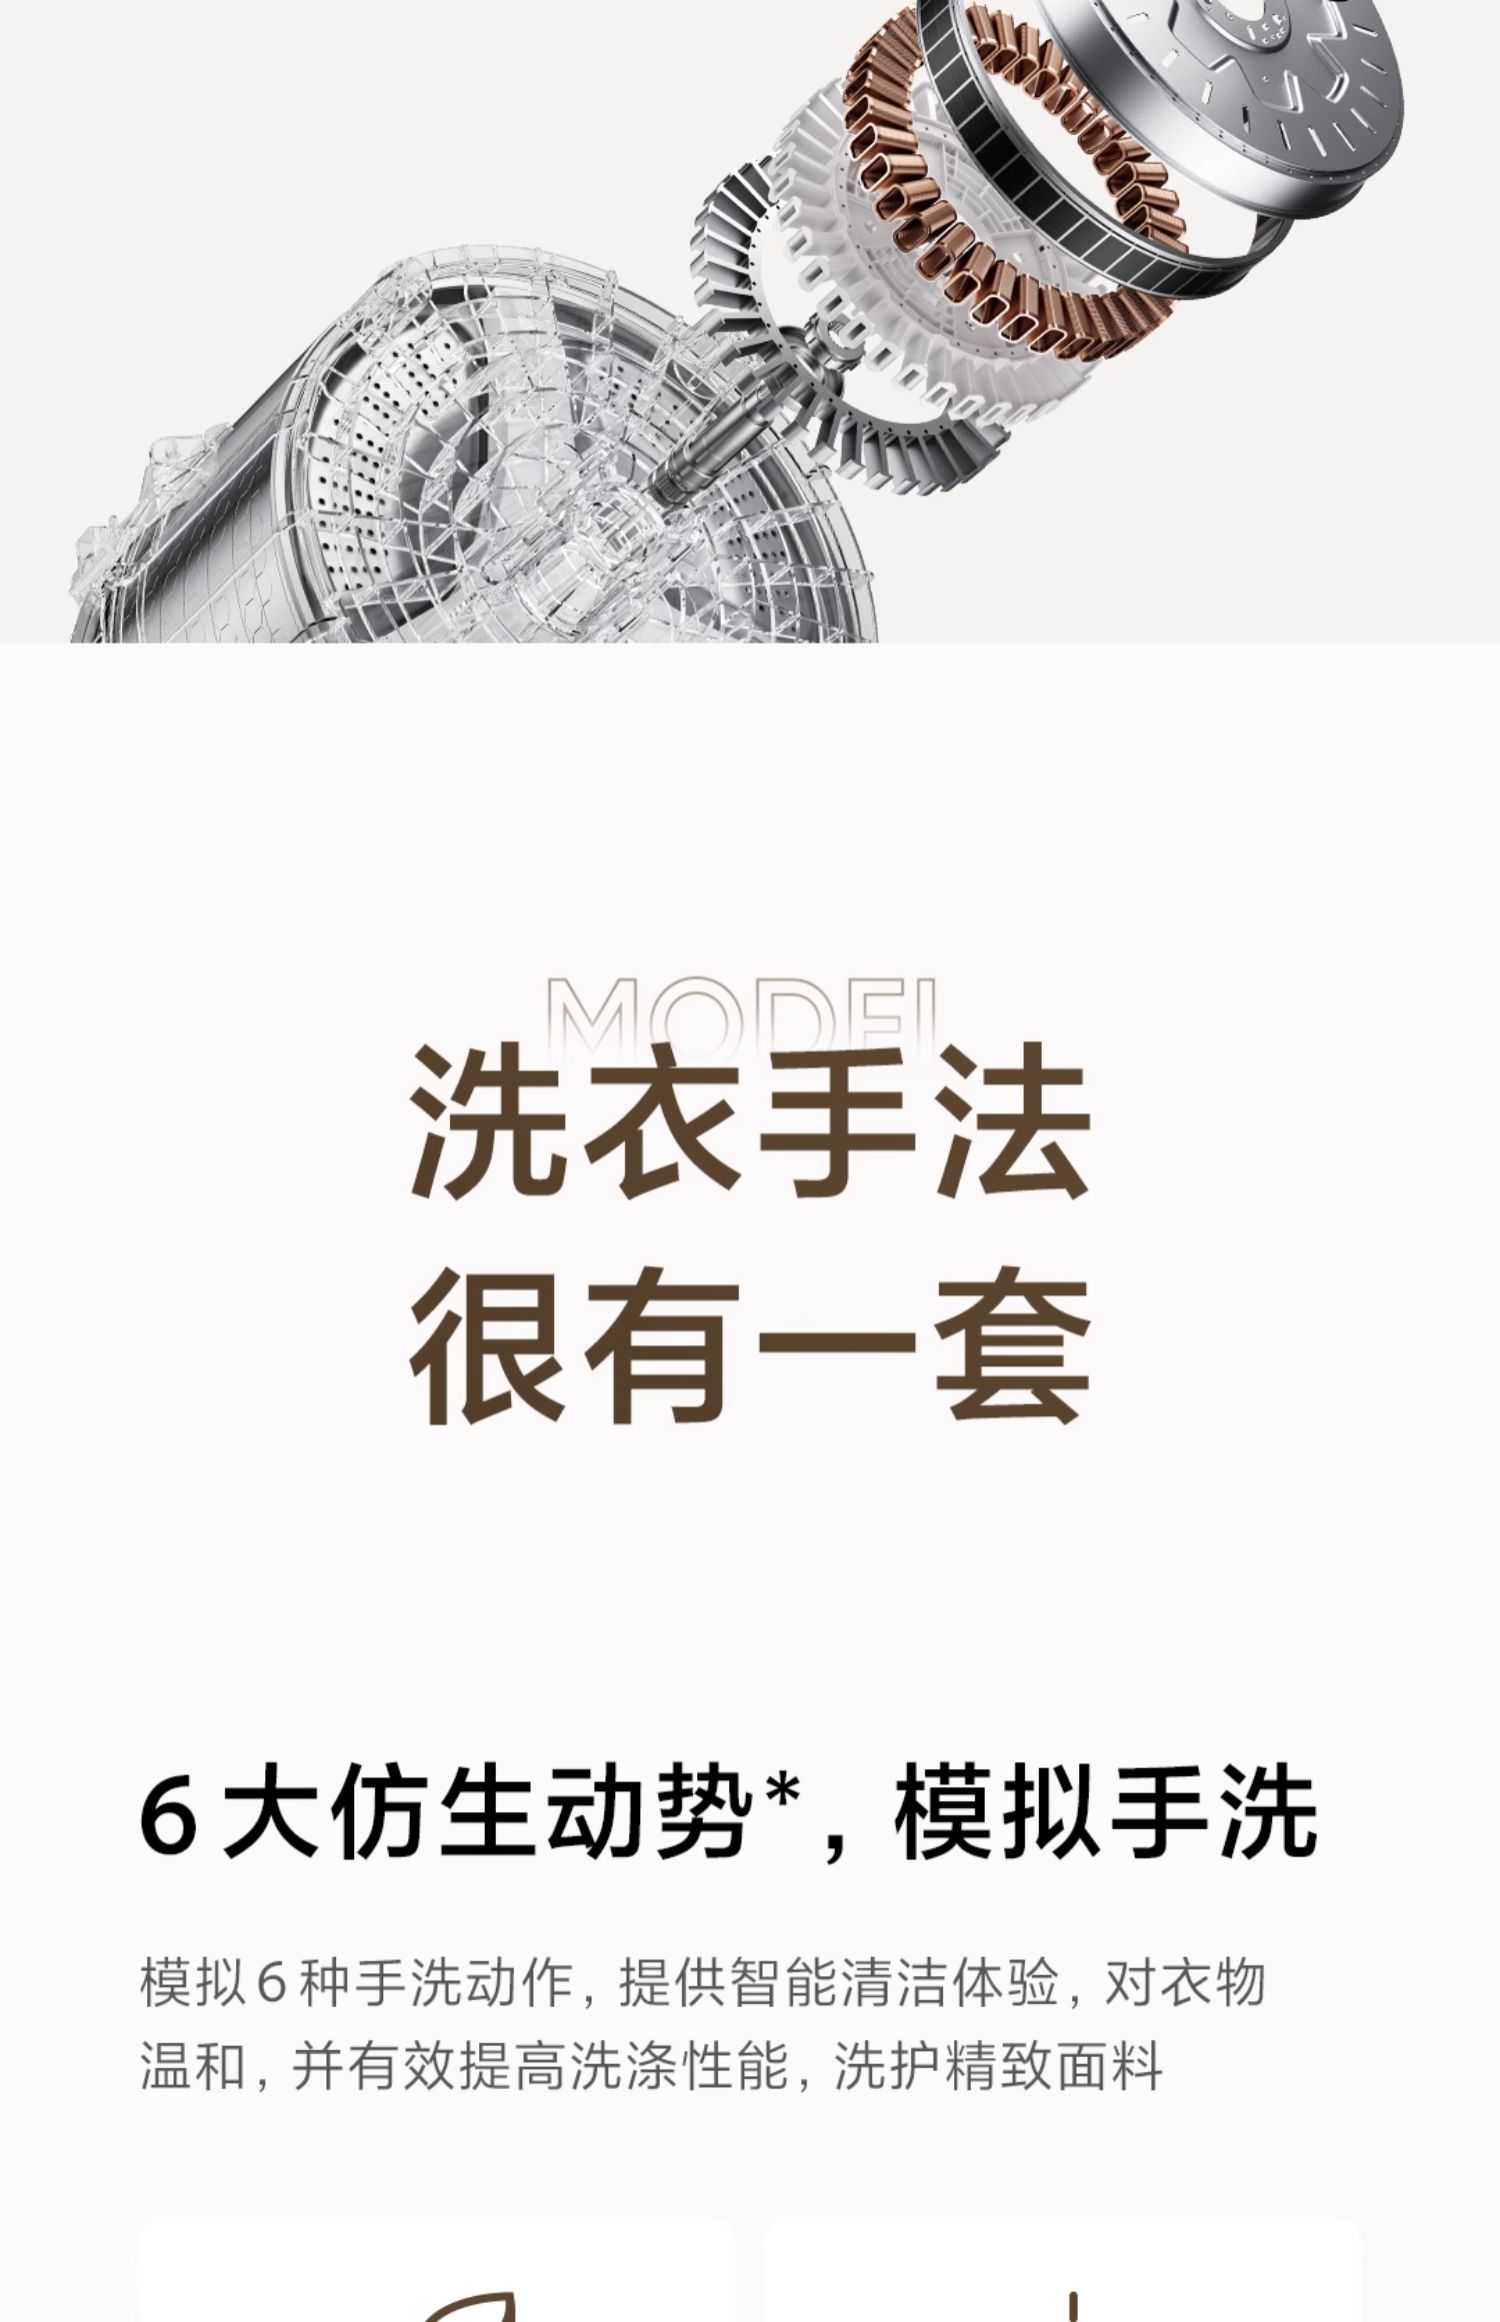 MODEL
洗衣手法
很有一套
6大仿生动势*，模拟手洗
模拟6种手洗动作，提供智能清洁体验，对衣物
温和，并有效提高洗涤性能，洗护精致面料